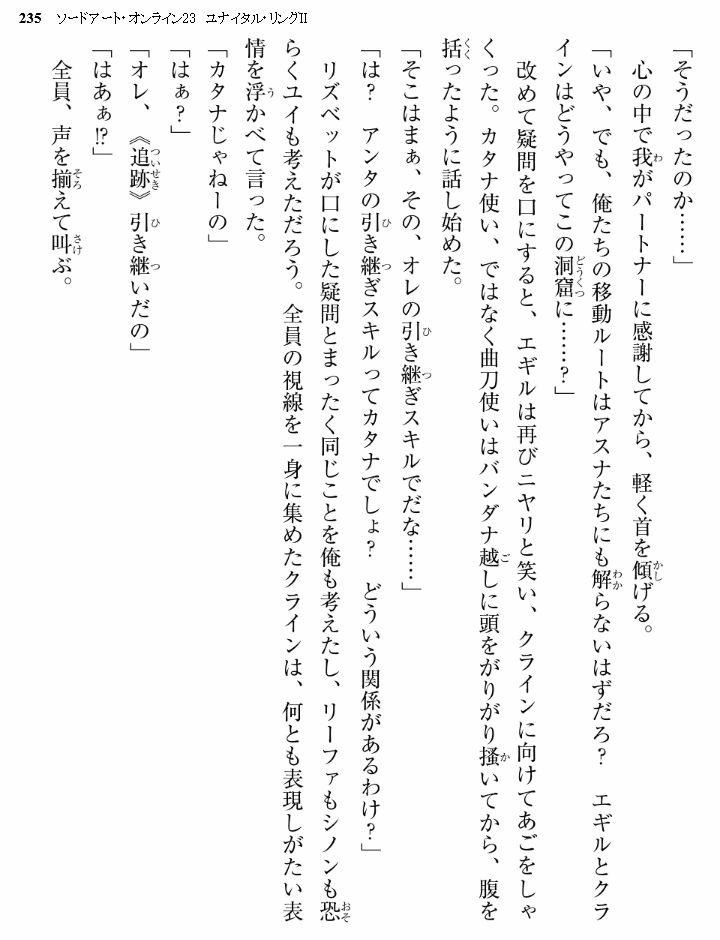 235 ソードアート・オンライン23 ユナイタル・リングII
「そうだったのか……」
　心の中で我がパートナーに感謝してから、軽く首を傾げる。
「いや、でも、俺たちの移動ルートはアスナたちにも解らないはずだろ？　エギルとクラ
インはどうやってこの洞窟に……？」
　改めて疑問を口にすると、エギルは再びニヤリと笑い、クラインに向けてあごをしゃ
くった。カタナ使い、ではなく曲刀使いはバンダナ越しに頭をがりがり掻いてから、腹を
括ったように話し始めた。
「そこはまぁ、その、オレの引き継ぎスキルでだな……」
「は？　アンタの引き継ぎスキルってカタナでしょ？　どういう関係があるわけ？」
　リズベットが口にした疑問とまったく同じことを俺も考えたし、リーファもシノンも恐
らくユイも考えただろう。全員の視線を一身に集めたクラインは、何とも表現しがたい表
情を浮かべて言った。
「カタナじゃねーの」
「はぁ？」
「オレ、《追跡》引き継いだの」
「はあぁ!?」
　全員、声を揃えて叫ぶ。